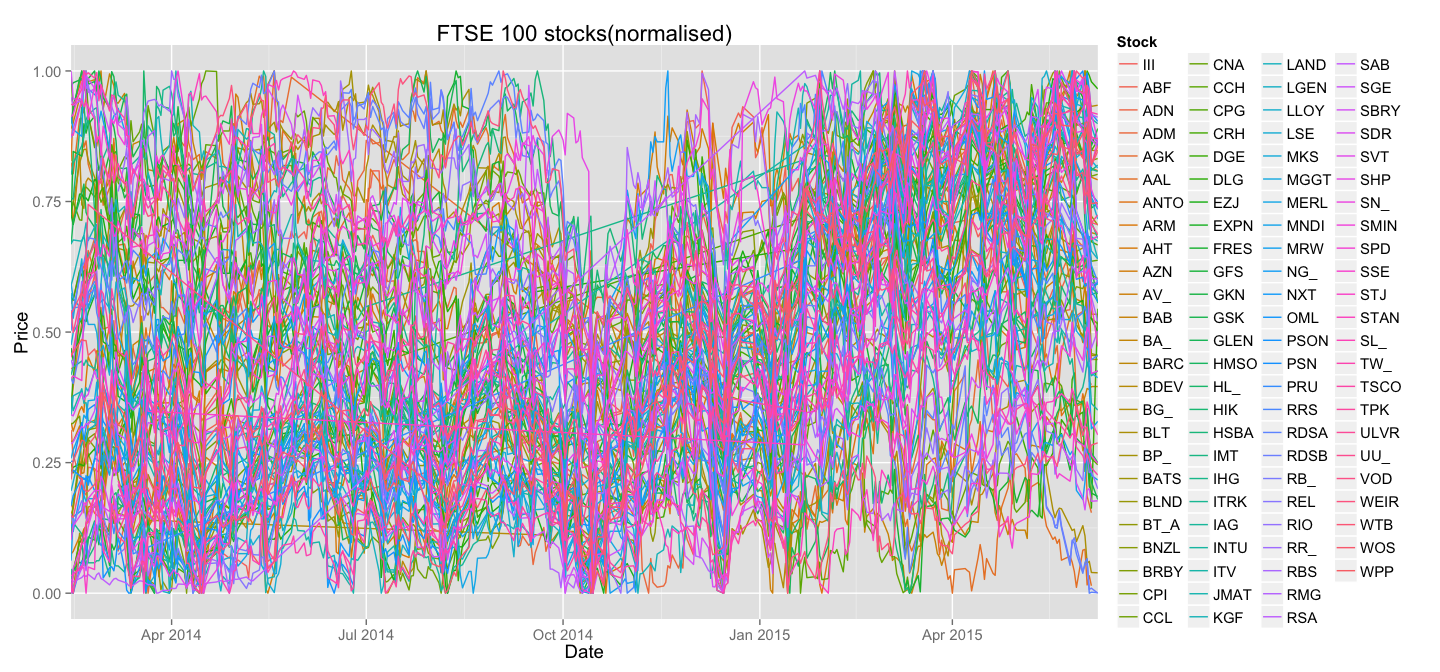 FTSE 100 stocks(normalised)
1.00
0.75
0.50
0.25
0.00
Price
Apr 2014
Jul 2014
Oct 2014
Jan 2015
Apr 2015
Date
Stock
III
ABF
ADN
ADM
AGK
AAL
ANTO
ARM
AHT
AZN
AV_
BAB
BA_
BARC
BDEV
BG_
BLT
BP_
BATS
BLND
BT_A
BNZL
BRBY
CPI
CCL
CNA
CCH
CPG
CRH
DGE
DLG
EZJ
EXPN
FRES
GFS
GKN
GSK
GLEN
HMSO
HL_
HIK
HSBA
IMT
IHG
ITRK
IAG
INTU
ITV
JMAT
KGF
LAND
LGEN
LLOY
LSE
MKS
MGGT
MERL
MNDI
MRW
NG_
NXT
OML
PSON
PSN
PRU
RRS
RDSA
RDSB
RB_
REL
RIO
RR_
RBS
RMG
RSA
SAB
SGE
SBRY
SDR
SVT
SHP
SN_
SMIN
SPD
SSE
STJ
STAN
SL_
TW_
TSCO
TPK
ULVR
UU_
VOD
WEIR
WTB
WOS
WPP